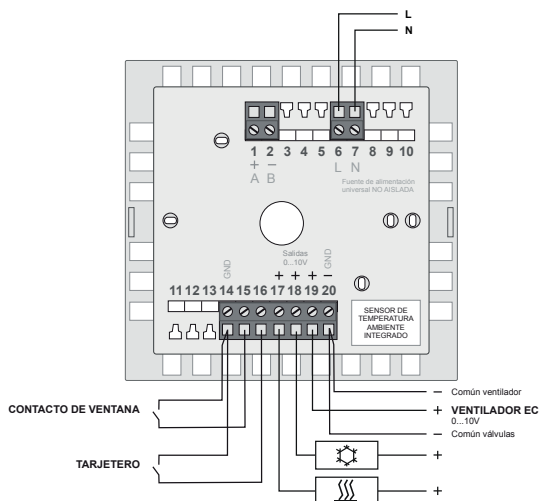 L
N
1 2 3 4 5 6 7 8 9 10
+ − L N
A B
Fuente de alimentación
universal NO AISLADA
Salidas
0...10V
GND + + + − GND
11 12 13 14 15 16 17 18 19 20
SENSOR DE
TEMPERATURA
AMBIENTE
INTEGRADO
− Común ventilador
CONTACTO DE VENTANA
+ VENTILADOR EC
0...10V
− Común válvulas
+
TARJETERO
+